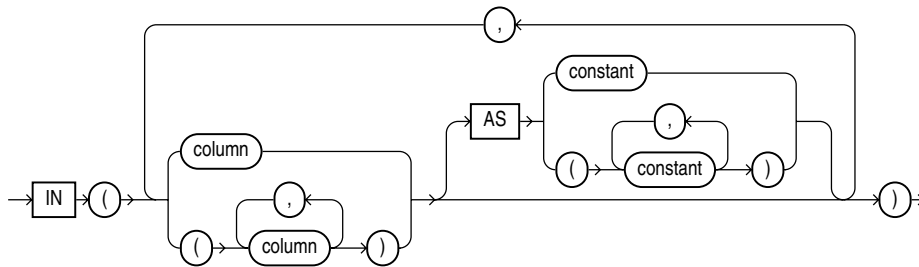 ,
constant
AS
,
column
( constant )
IN (
,
)
( column )